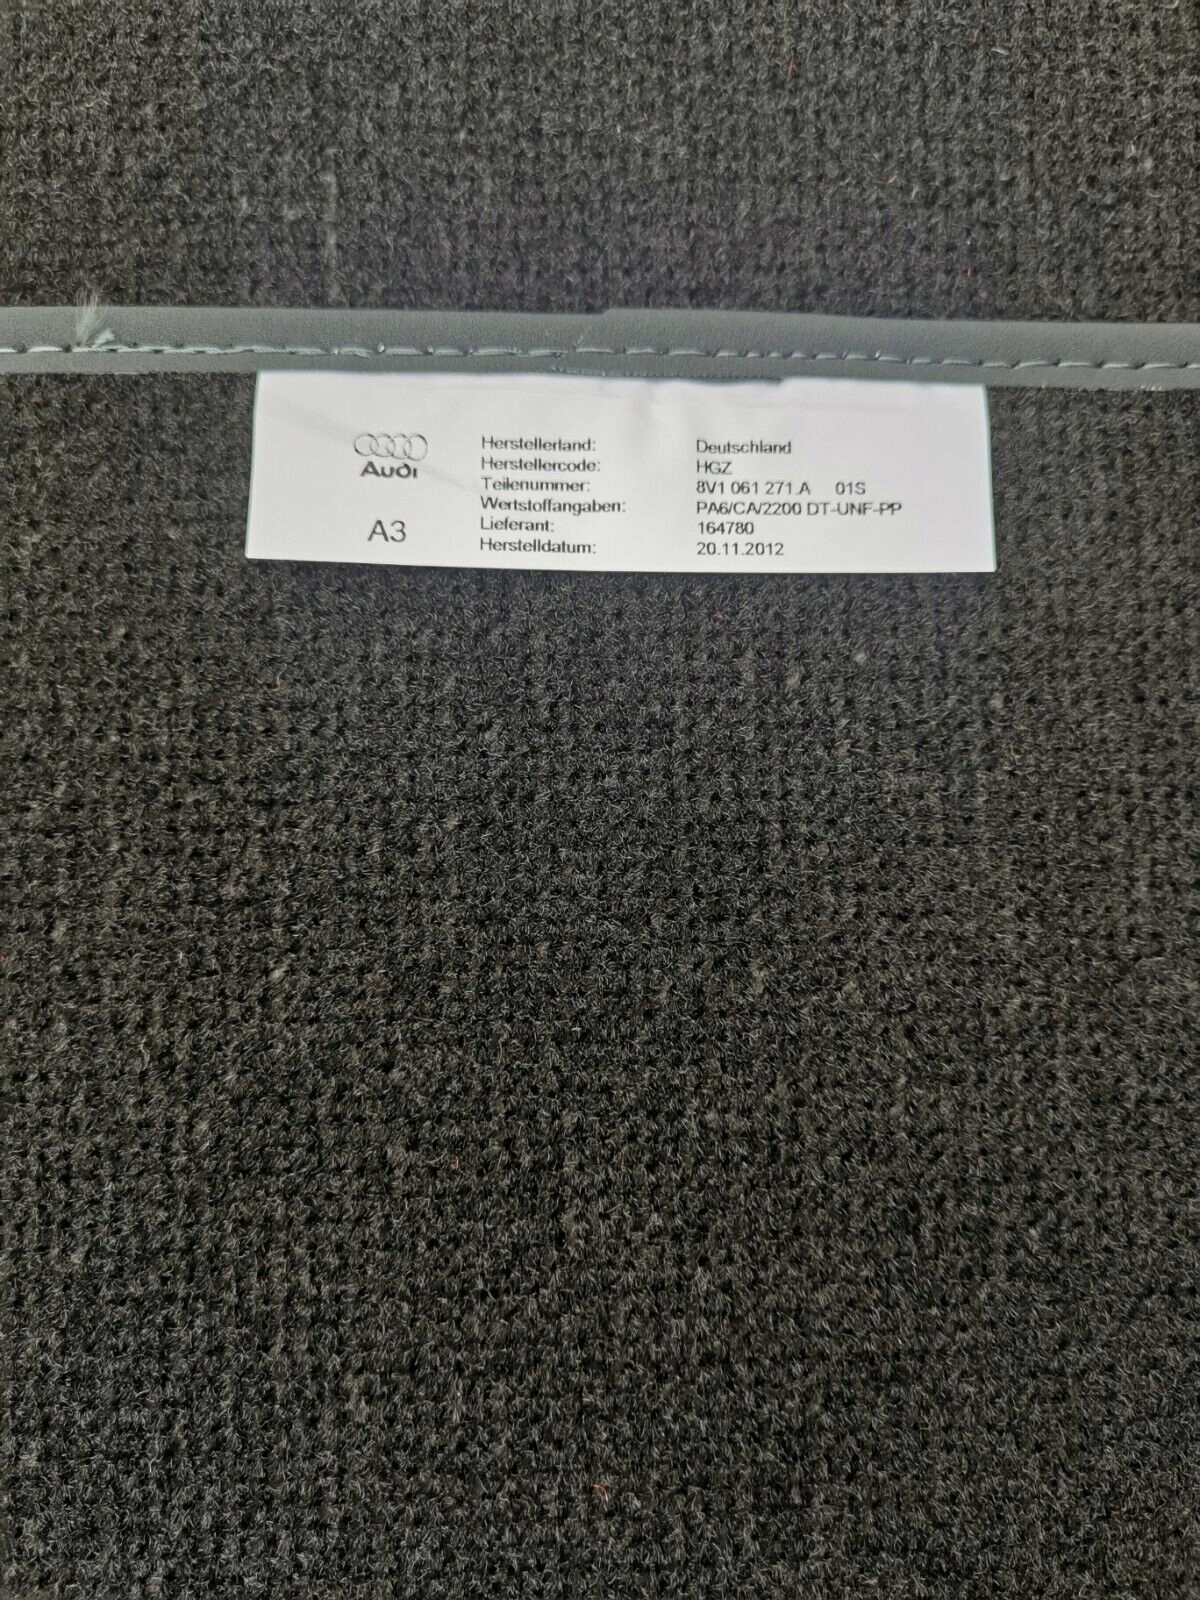 Audi
A3
Herstellerland: Deutschland
Herstellercode: HGZ
Teilenummer: 8V1 061 271.A 01S
Wertstoffangaben: PA6/CA/2200 DT-UNF-PP
Lieferant: 164780
Herstelldatum: 20.11.2012